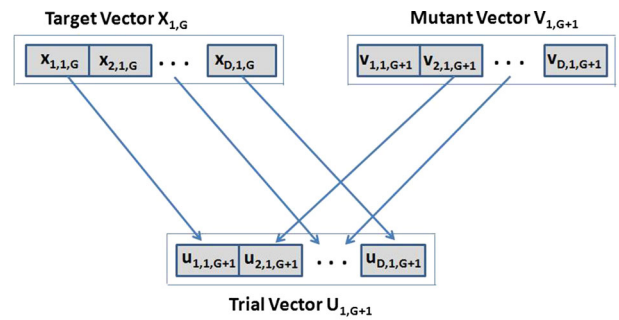 Target Vector X1,G
Mutant Vector V1,G+1
x1,1,G x2,1,G . . . xD,1,G
v1,1,G+1 v2,1,G+1 . . . vD,1,G+1
u1,1,G+1 u2,1,G+1 . . . uD,1,G+1
Trial Vector U1,G+1